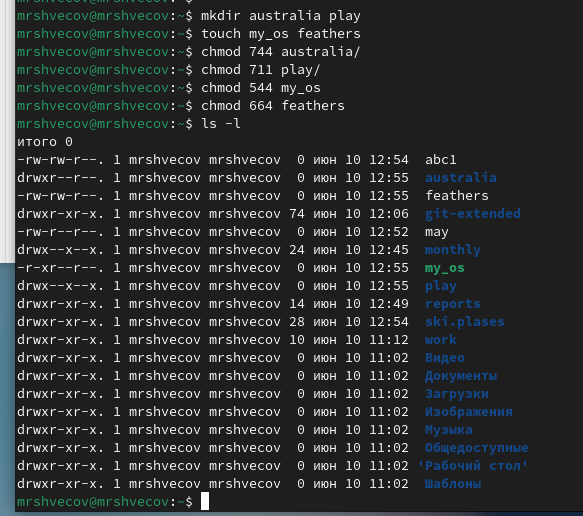 mrshvecov@mrshvecov:~$ mkdir australia play
mrshvecov@mrshvecov:~$ touch my_os feathers
mrshvecov@mrshvecov:~$ chmod 744 australia/
mrshvecov@mrshvecov:~$ chmod 711 play/
mrshvecov@mrshvecov:~$ chmod 544 my_os
mrshvecov@mrshvecov:~$ chmod 664 feathers
mrshvecov@mrshvecov:~$ ls -l
итого 0
-rw-rw-r--. 1 mrshvecov mrshvecov  0 июн 10 12:54  abc1
drwxr--r--. 1 mrshvecov mrshvecov  0 июн 10 12:55  australia
-rw-rw-r--. 1 mrshvecov mrshvecov  0 июн 10 12:55  feathers
drwxr-xr-x. 1 mrshvecov mrshvecov 74 июн 10 12:06  git-extended
-rw-r--r--. 1 mrshvecov mrshvecov  0 июн 10 12:52  may
drwx--x--x. 1 mrshvecov mrshvecov 24 июн 10 12:45  monthly
-r-xr--r--. 1 mrshvecov mrshvecov  0 июн 10 12:55  my_os
drwx--x--x. 1 mrshvecov mrshvecov  0 июн 10 12:55  play
drwxr-xr-x. 1 mrshvecov mrshvecov 14 июн 10 12:49  reports
drwxr-xr-x. 1 mrshvecov mrshvecov 28 июн 10 12:54  ski.plases
drwxr-xr-x. 1 mrshvecov mrshvecov 10 июн 10 11:12  work
drwxr-xr-x. 1 mrshvecov mrshvecov  0 июн 10 11:02  Видео
drwxr-xr-x. 1 mrshvecov mrshvecov  0 июн 10 11:02  Документы
drwxr-xr-x. 1 mrshvecov mrshvecov  0 июн 10 11:02  Загрузки
drwxr-xr-x. 1 mrshvecov mrshvecov  0 июн 10 11:02  Изображения
drwxr-xr-x. 1 mrshvecov mrshvecov  0 июн 10 11:02  Музыка
drwxr-xr-x. 1 mrshvecov mrshvecov  0 июн 10 11:02  Общедоступные
drwxr-xr-x. 1 mrshvecov mrshvecov  0 июн 10 11:02 'Рабочий стол'
drwxr-xr-x. 1 mrshvecov mrshvecov  0 июн 10 11:02  Шаблоны
mrshvecov@mrshvecov:~$